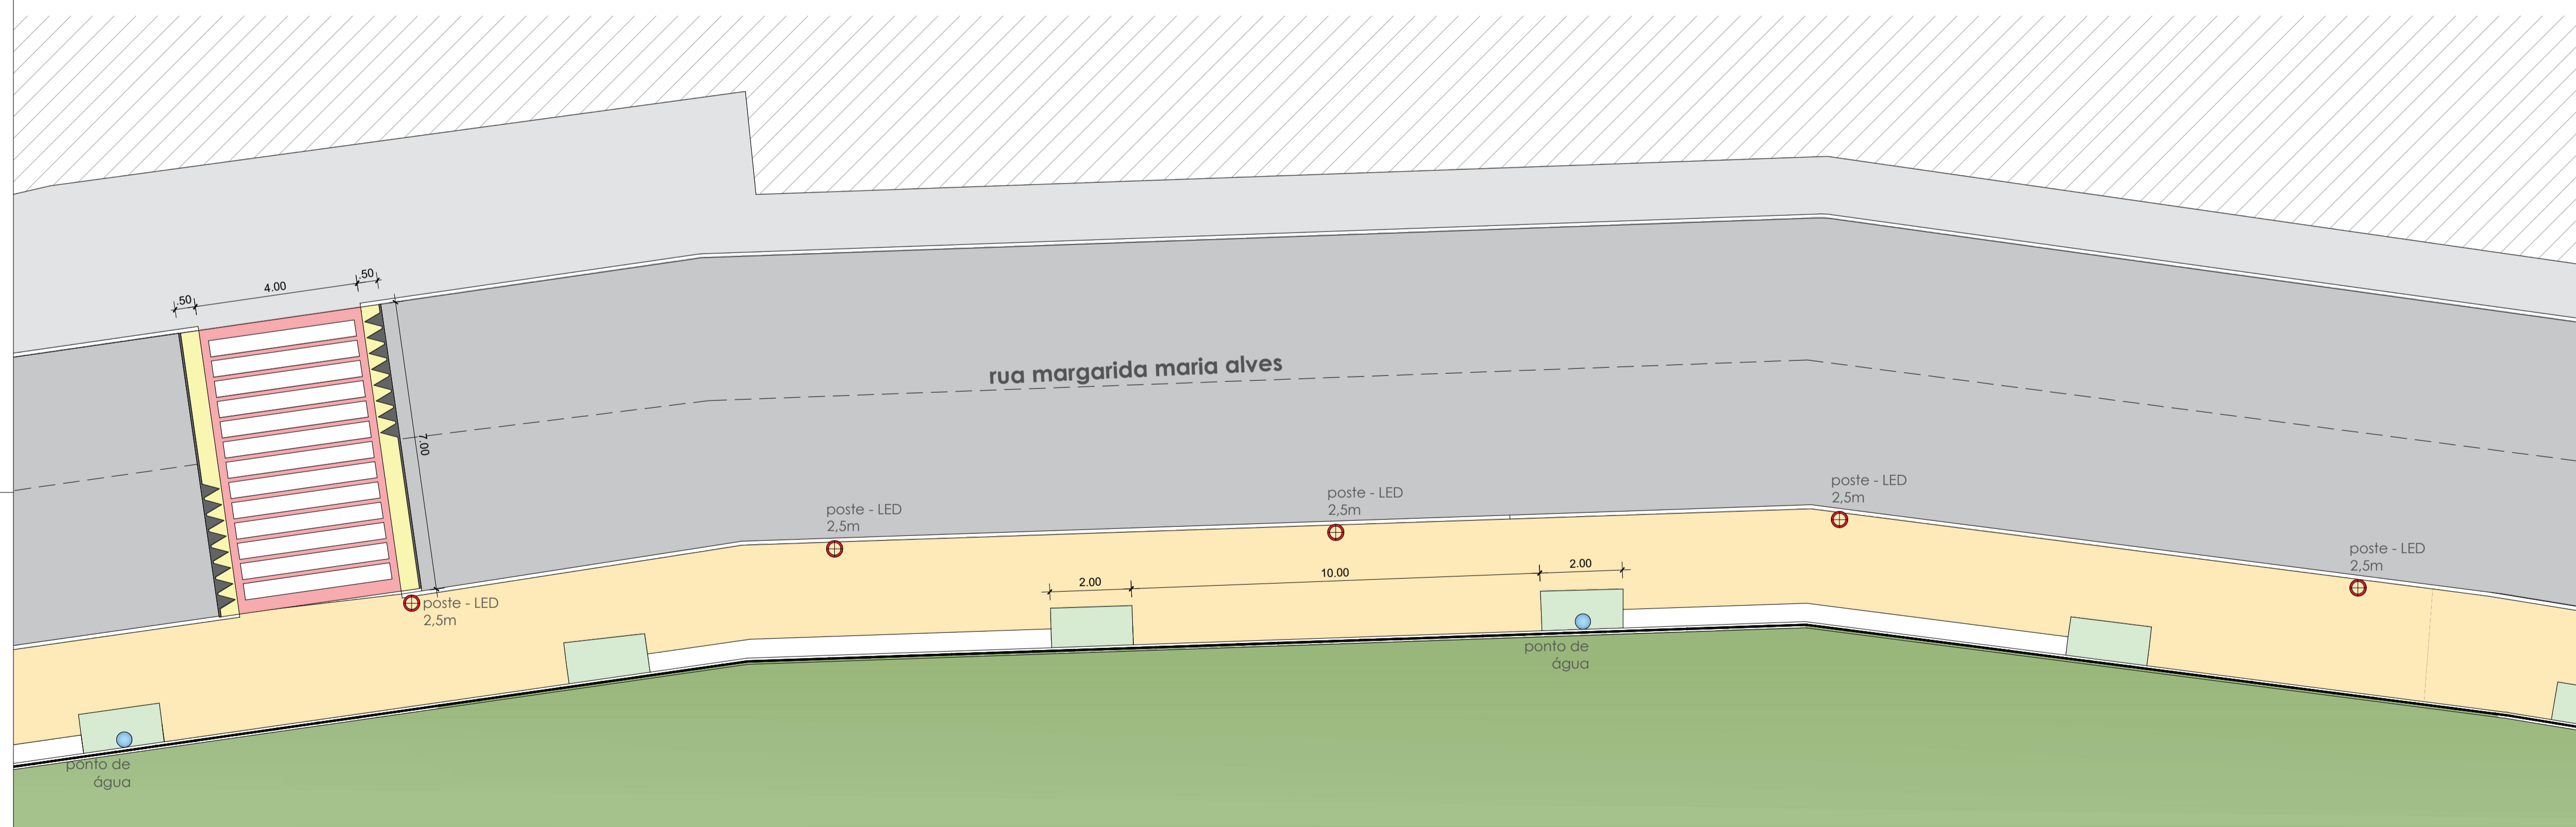 .50
4.00
.50
7.00
rua margarida maria alves
poste - LED
2,5m
poste - LED
2,5m
poste - LED
2,5m
poste - LED
2,5m
poste - LED
2,5m
2.00
10.00
2.00
ponto de
água
ponto de
água